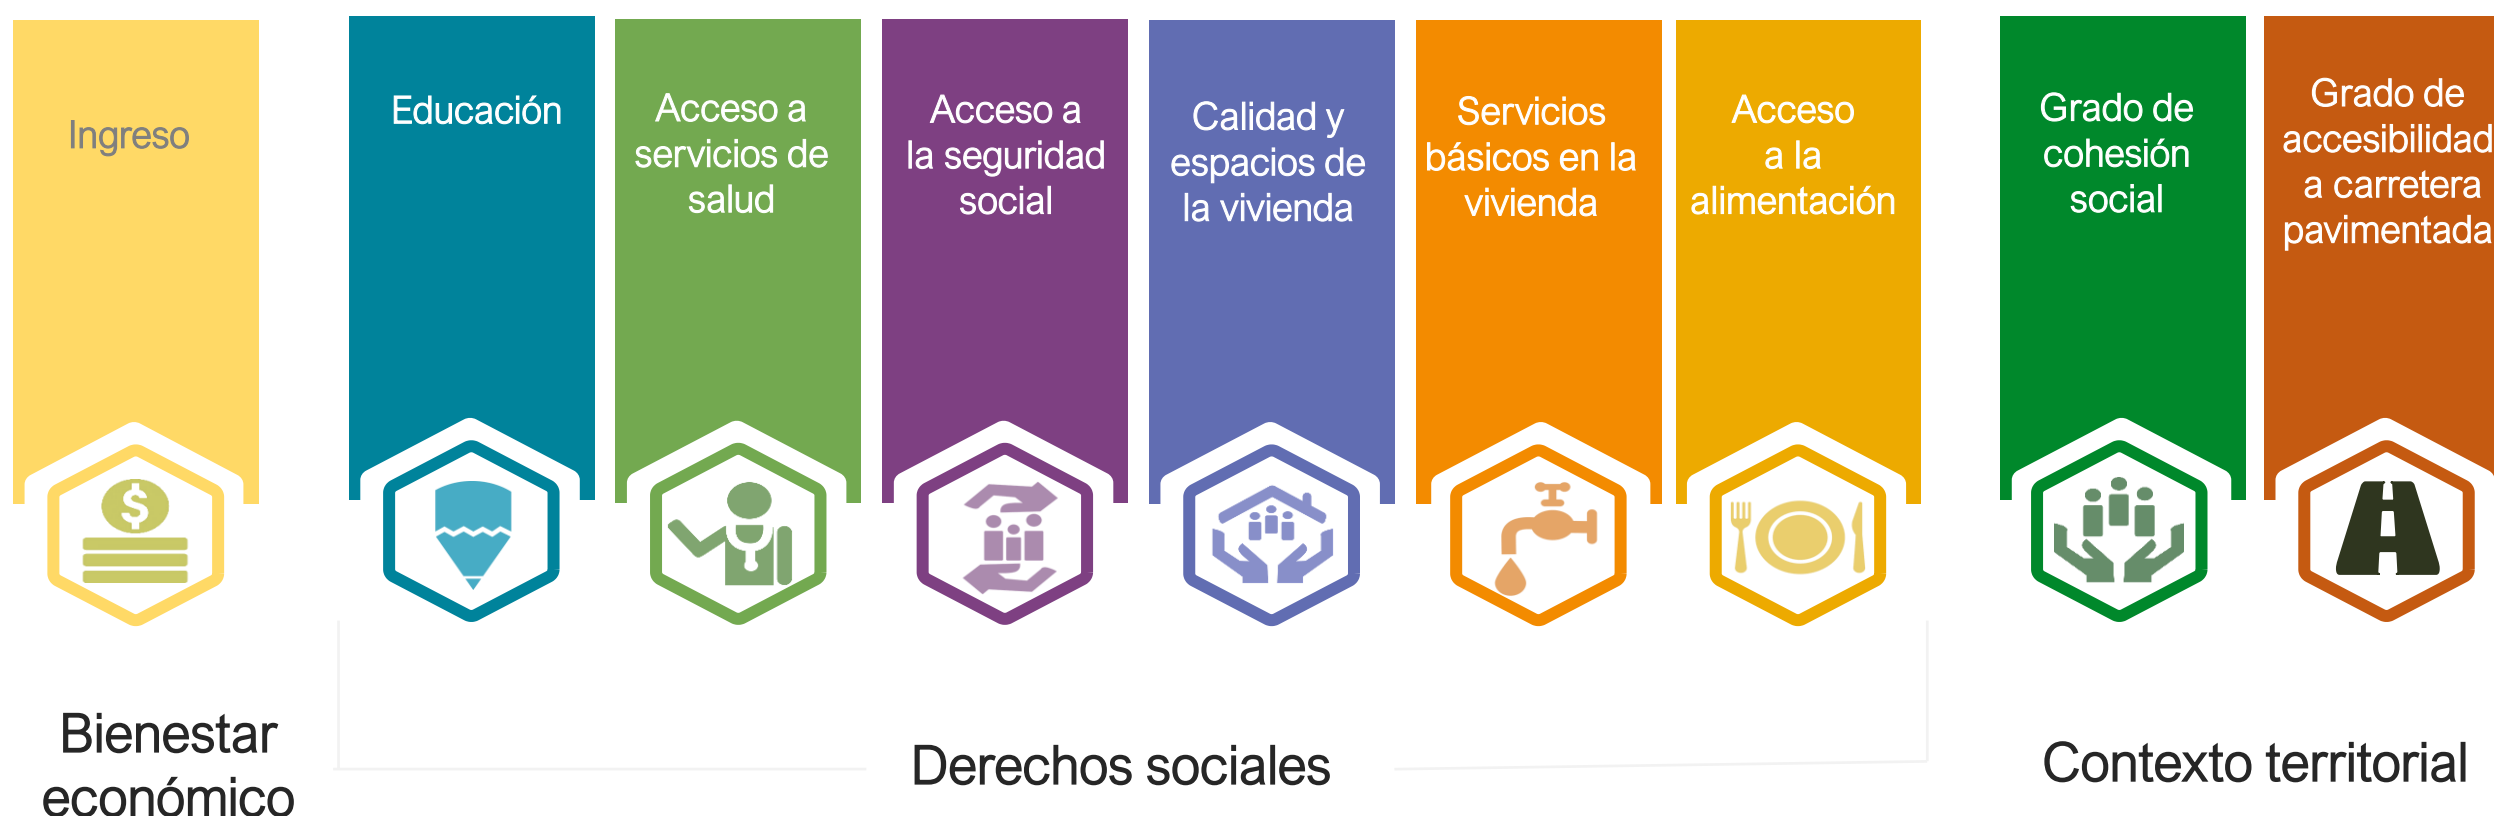 Ingreso
Educación
Acceso a
servicios de
salud
Acceso a
la seguridad
social
Calidad y
espacios de
la vivienda
Servicios
básicos en la
vivienda
Acceso
a la
alimentación
Grado de
cohesión
social
Grado de
accesibilidad
a carretera
pavimentada
$
Bienestar
económico
Derechos sociales
Contexto territorial